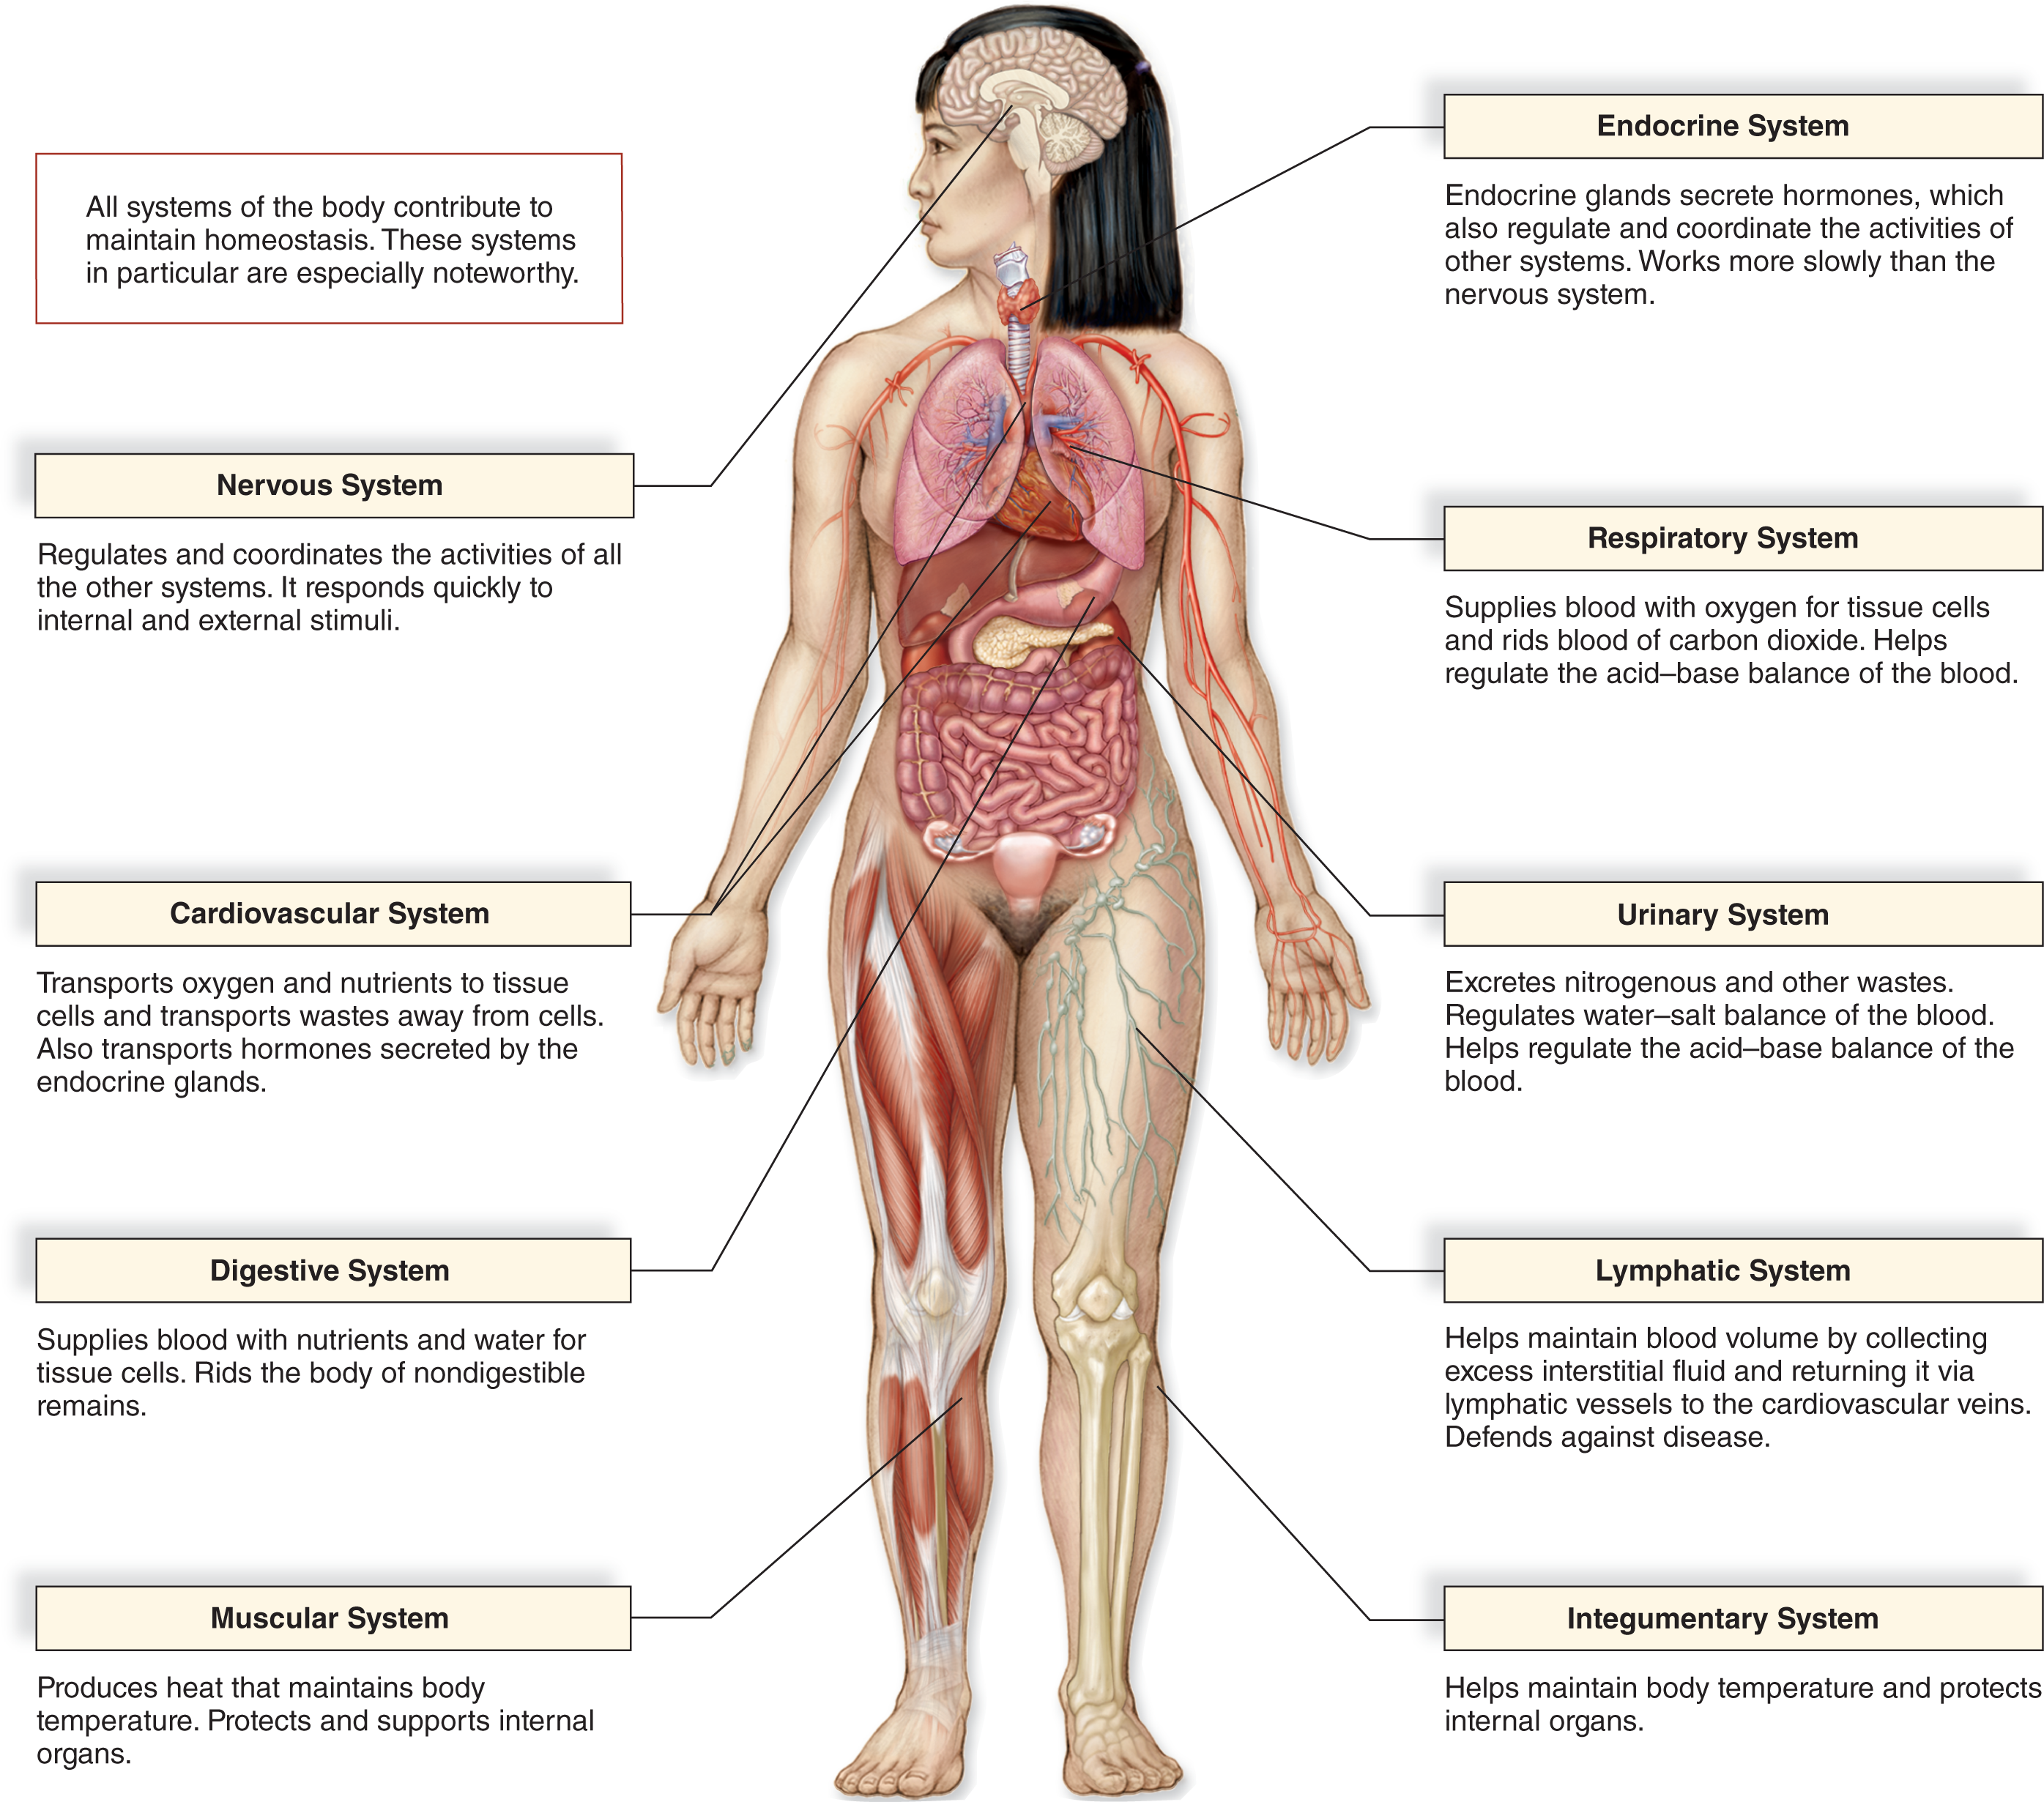 All systems of the body contribute to
maintain homeostasis. These systems
in particular are especially noteworthy.
Nervous System
Regulates and coordinates the activities of all
the other systems. It responds quickly to
internal and external stimuli.
Cardiovascular System
Transports oxygen and nutrients to tissue
cells and transports wastes away from cells.
Also transports hormones secreted by the
endocrine glands.
Digestive System
Supplies blood with nutrients and water for
tissue cells. Rids the body of nondigestible
remains.
Muscular System
Produces heat that maintains body
temperature. Protects and supports internal
organs.
Endocrine System
Endocrine glands secrete hormones, which
also regulate and coordinate the activities of
other systems. Works more slowly than the
nervous system.
Respiratory System
Supplies blood with oxygen for tissue cells
and rids blood of carbon dioxide. Helps
regulate the acid–base balance of the blood.
Urinary System
Excretes nitrogenous and other wastes.
Regulates water–salt balance of the blood.
Helps regulate the acid–base balance of the
blood.
Lymphatic System
Helps maintain blood volume by collecting
excess interstitial fluid and returning it via
lymphatic vessels to the cardiovascular veins.
Defends against disease.
Integumentary System
Helps maintain body temperature and protects
internal organs.